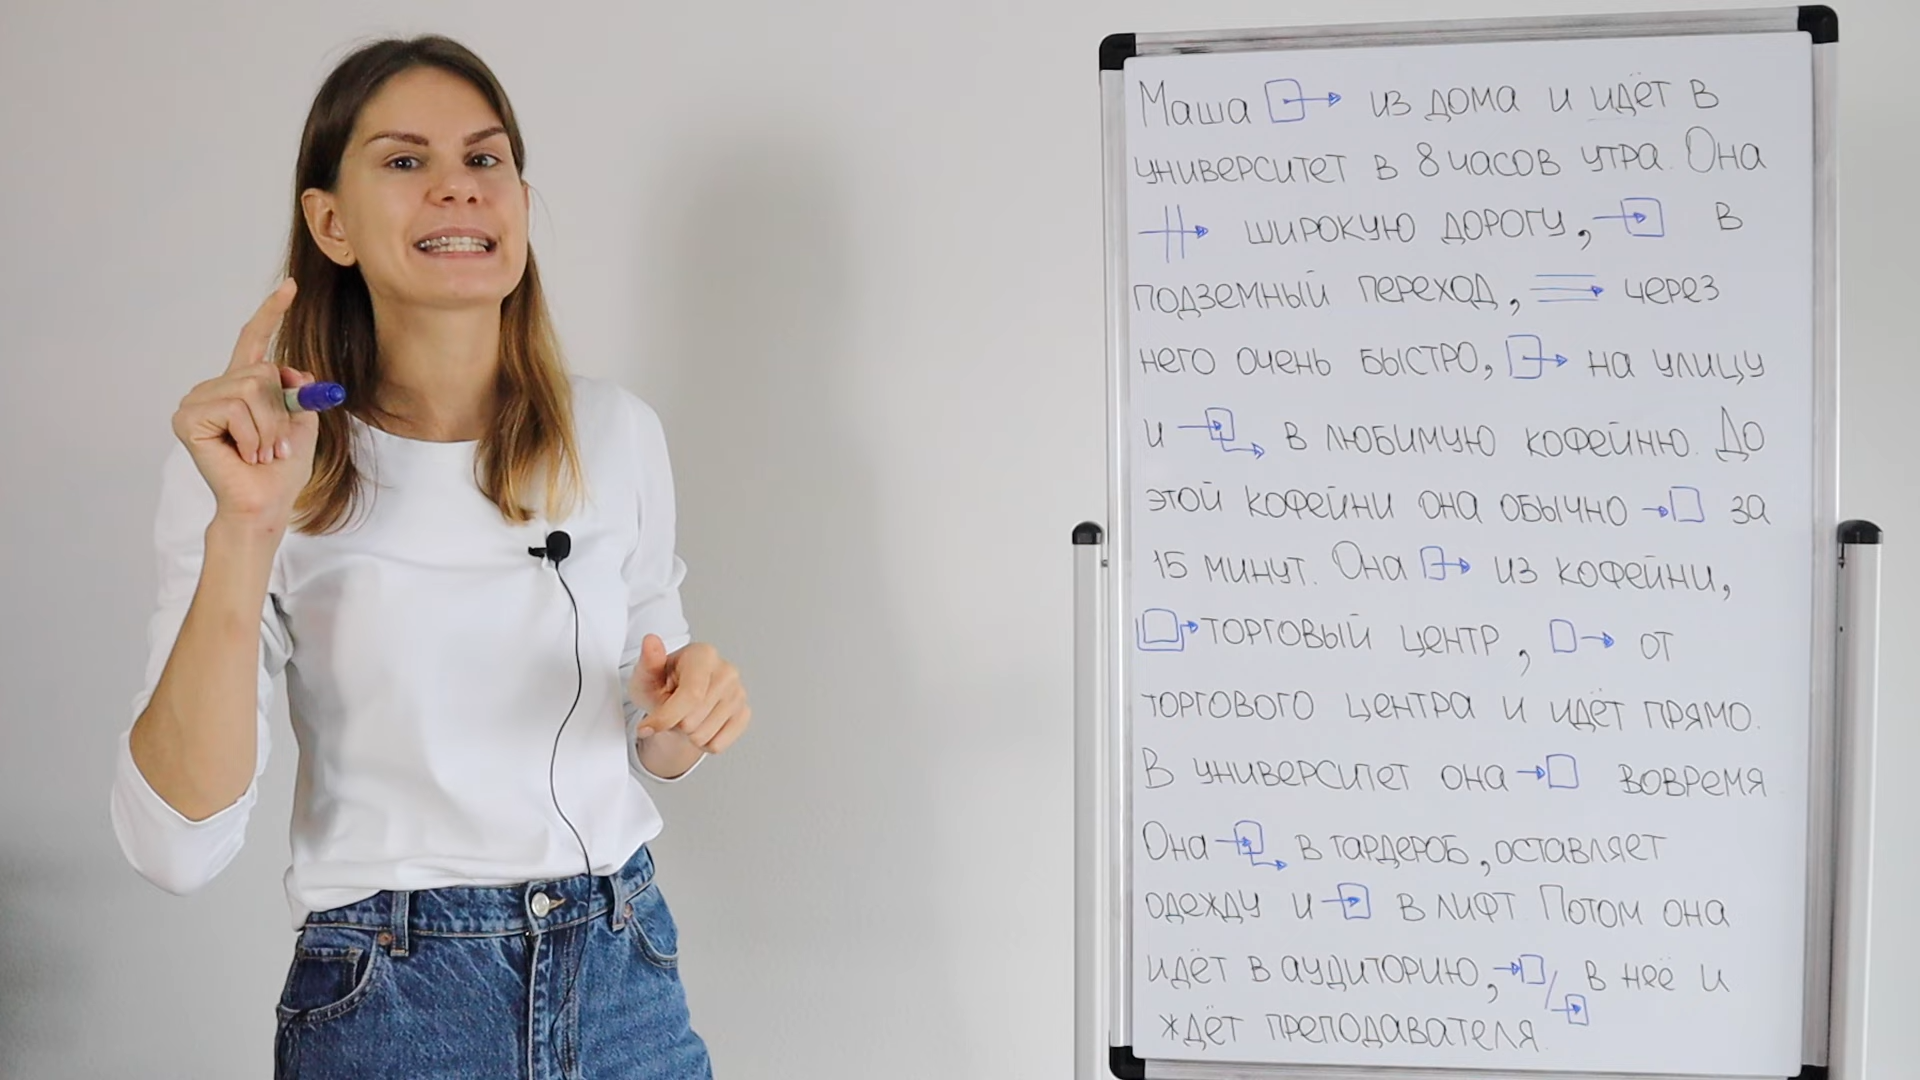 Маша из дома и идёт в
университет в 8 часов утра. Она
широкую дорогу, в
подземный переход, через
него очень быстро, на улицу
и в любимую кофейню. До
этой кофейни она обычно за
15 минут. Она из кофейни,
торговый центр, от
торгового центра и идёт прямо.
В университет она вовремя
Она в гардероб, оставляет
одежду и в лифт Потом она
идёт в аудиторию, / в неё и
ждёт преподавателя.